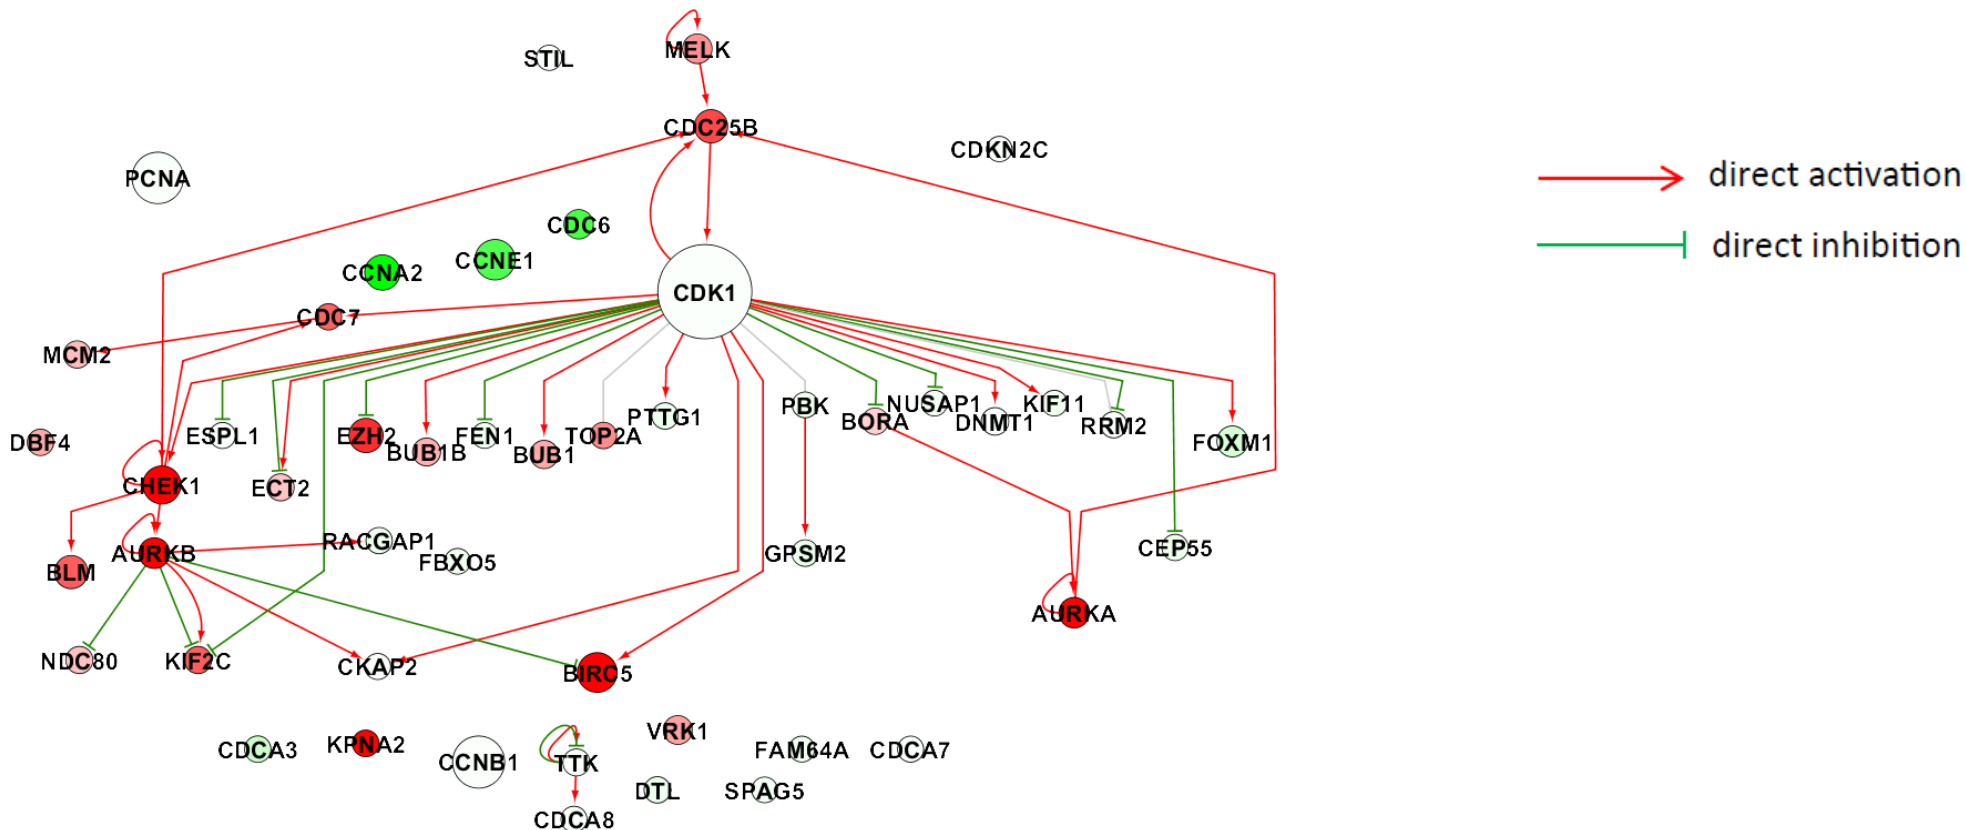 MELK
STIL
CDC25B
CDKN2C
PCNA
direct activation
CDC6
direct inhibition
CCNE1
CCNA2
CDK1
CDC7
MCM2
PBK
NUSAP1
KIF11
PTTG1
BORA
DNMT1
RRM2
DBF4
ESPL1
EZH2
FEN1
TOP2A
FOXM1
BUB1B
BUB1
CHEK1
ECT2
RACGAP1
CEP55
AURKB
GPSM2
FBXO5
BLM
AURKA
NDC80
KIF2C
CKAP2
BIRC5
VRK1
KPNA2
CDCA3
FAM64A
CDCA7
CCNB1
TTK
DTL
SPAG5
CDCA8